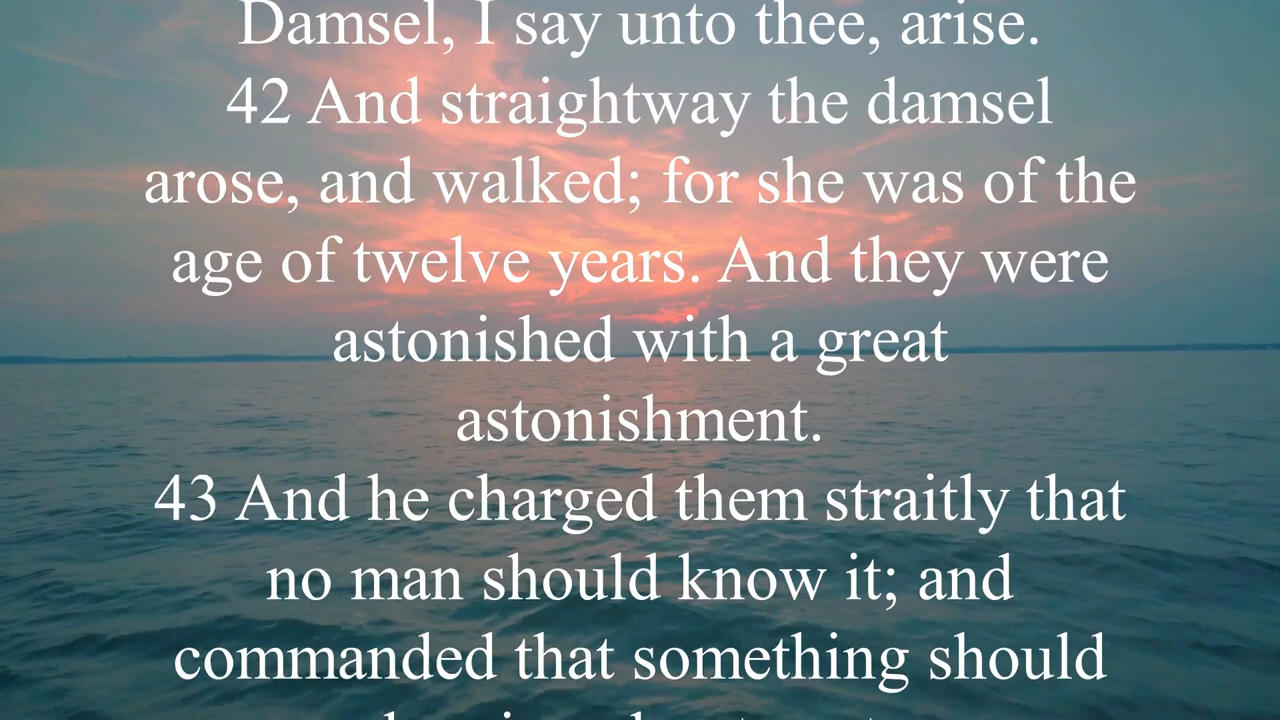 Damsel, I say unto thee, arise.
42 And straightway the damsel
arose, and walked; for she was of the
age of twelve years. And they were
astonished with a great
astonishment.
43 And he charged them straitly that
no man should know it; and
commanded that something should